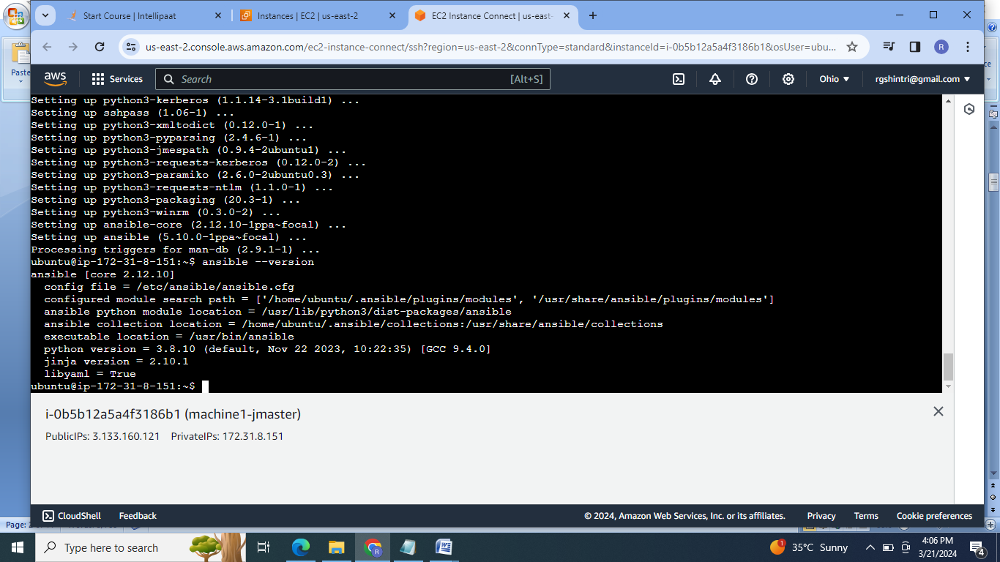 Start Course | Intellipaat
Instances | EC2 | us-east-2
EC2 Instance Connect | us-east-
us-east-2.console.aws.amazon.com/ec2-instance-connect/ssh?region=us-east-2&connType=standard&instanceId=i-0b5b12a5a4f3186b1&osUser=ubu...
R
Paste
aws
Services
Search
[Alt+S]
Ohio
rgshintri@gmail.com
Setting up python3-kerberos (1.1.14-3.1build1) ...
Setting up sshpass (1.06-1) ...
Setting up python3-xmltodict (0.12.0-1) ...
Setting up python3-pyparsing (2.4.6-1) ...
Setting up python3-jmespath (0.9.4-2ubuntu1) ...
Setting up python3-requests-kerberos (0.12.0-2) ...
Setting up python3-paramiko (2.6.0-2ubuntu0.3) ...
Setting up python3-requests-ntlm (1.1.0-1) ...
Setting up python3-packaging (20.3-1) ...
Setting up python3-winrm (0.3.0-2) ...
Setting up ansible-core (2.12.10-1ppa~focal) ...
Setting up ansible (5.10.0-1ppa~focal) ...
Processing triggers for man-db (2.9.1-1) ...
ubuntu@ip-172-31-8-151:~$ ansible --version
ansible [core 2.12.10]
config file = /etc/ansible/ansible.cfg
configured module search path = ['/home/ubuntu/.ansible/plugins/modules', '/usr/share/ansible/plugins/modules']
ansible python module location = /usr/lib/python3/dist-packages/ansible
ansible collection location = /home/ubuntu/.ansible/collections:/usr/share/ansible/collections
executable location = /usr/bin/ansible
python version = 3.8.10 (default, Nov 22 2023, 10:22:35) [GCC 9.4.0]
jinja version = 2.10.1
libyaml = True
ubuntu@ip-172-31-8-151:~$
i-0b5b12a5a4f3186b1 (machine1-jmaster)
PublicIPs: 3.133.160.121 PrivateIPs: 172.31.8.151
CloudShell
Feedback
© 2024, Amazon Web Services, Inc. or its affiliates.
Privacy
Terms
Cookie preferences
Page:
Type here to search
R
1
35°C Sunny
4:06 PM
3/21/2024
4